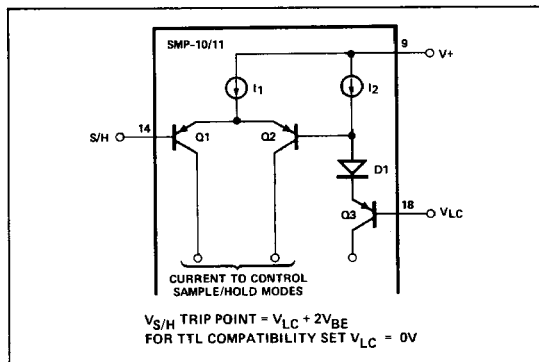 SMP-10/11
9
V+
I1
I2
S/H
14
Q1
Q2
D1
Q3
18
VLC
CURRENT TO CONTROL
SAMPLE/HOLD MODES
VS/H TRIP POINT = VLC + 2VBE
FOR TTL COMPATIBILITY SET VLC = 0V